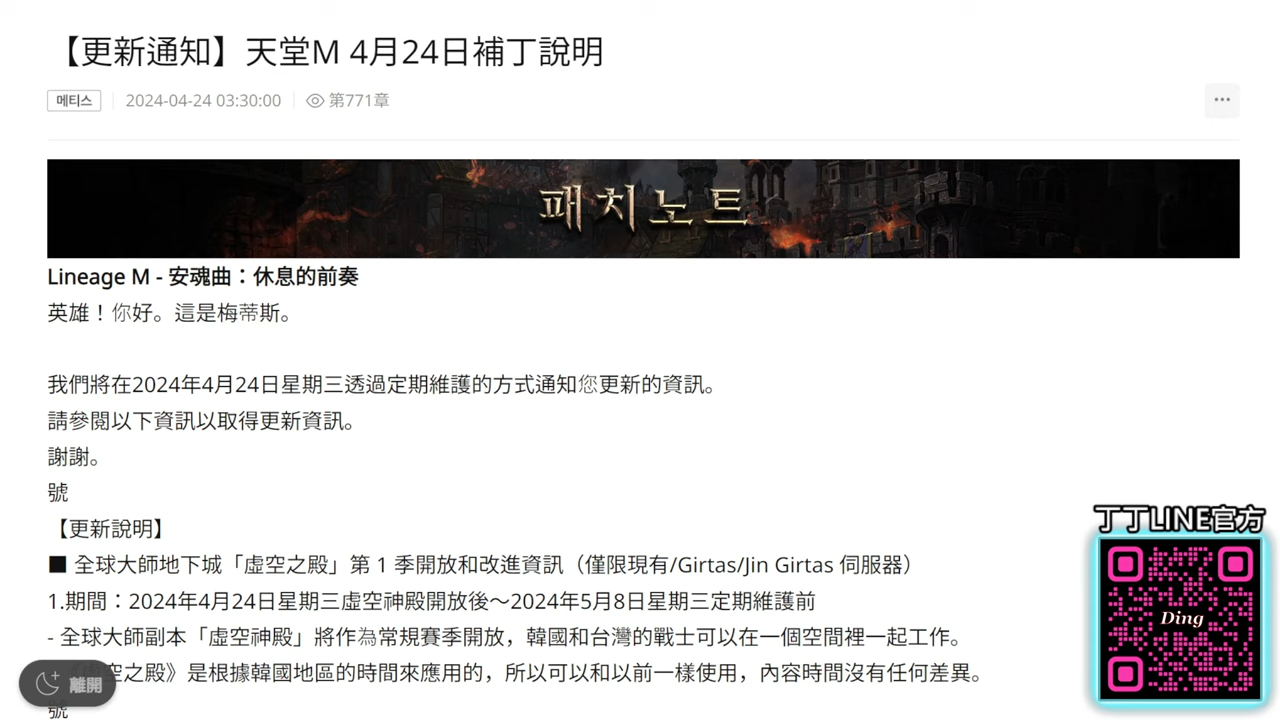 【更新通知】天堂M 4月24日補丁說明
메티스 2024-04-24 03:30:00 第771章
패치노트
Lineage M - 安魂曲：休息的前奏
英雄！你好。這是梅蒂斯。
我們將在2024年4月24日星期三透過定期維護的方式通知您更新的資訊。
請參閱以下資訊以取得更新資訊。
謝謝。
號
【更新說明】
■ 全球大師地下城「虛空之殿」第 1 季開放和改進資訊（僅限現有/Girtas/Jin Girtas 伺服器）
1.期間：2024年4月24日星期三虛空神殿開放後～2024年5月8日星期三定期維護前
- 全球大師副本「虛空神殿」將作為常規賽季開放，韓國和台灣的戰士可以在一個空間裡一起工作。
空之殿》是根據韓國地區的時間來應用的，所以可以和以前一樣使用，內容時間沒有任何差異。
號
離開
丁丁LINE官方
Ding